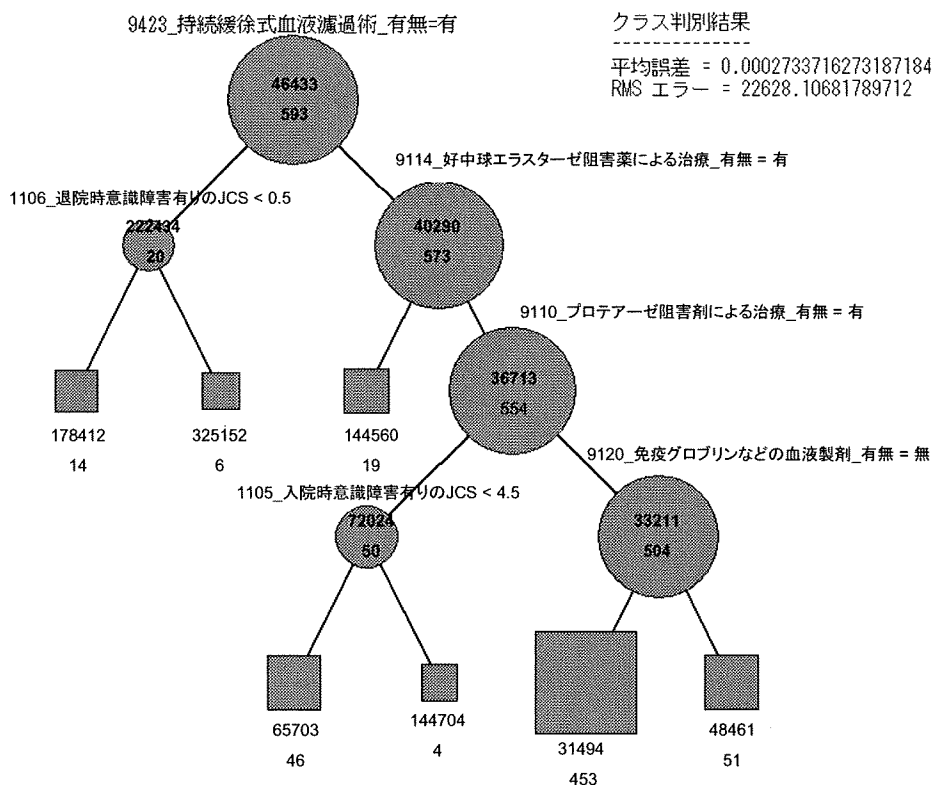 9423_持続緩徐式血液濾過術_有無=有
クラス判別結果
--------------
平均誤差 = 0.0002733716273187184
RMS エラー = 22628.10681789712
46433
593
9114_好中球エラスターゼ阻害薬による治療_有無 = 有
1106_退院時意識障害有りのJCS < 0.5
20
40290
573
9110_プロテアーゼ阻害剤による治療_有無 = 有
36713
554
178412
14
325152
6
144560
19
9120_免疫グロブリンなどの血液製剤_有無 = 無
1105_入院時意識障害有りのJCS < 4.5
72024
50
33211
504
65703
46
144704
4
31494
453
48461
51